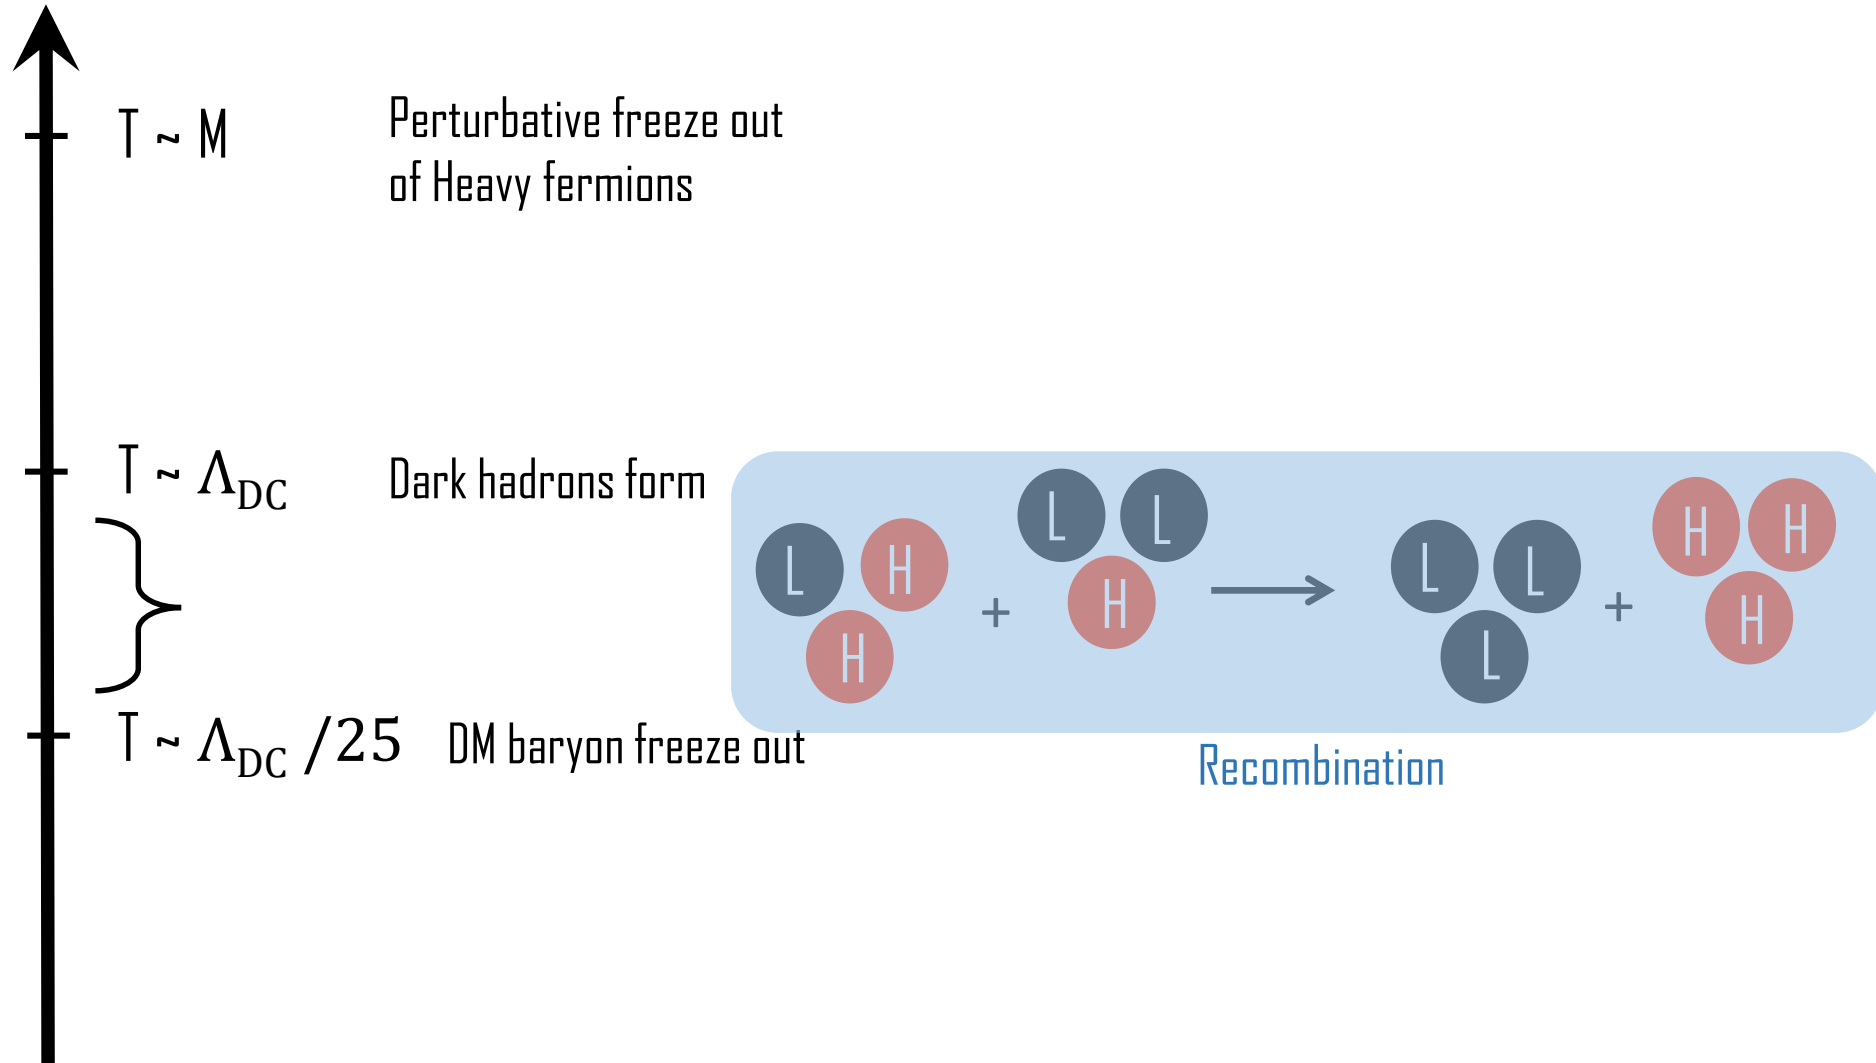 T ~ M
Perturbative freeze out
of Heavy fermions
T ~ Λ_DC
Dark hadrons form
L H H + L L H → L L L + H H H
T ~ Λ_DC /25
DM baryon freeze out
Recombination